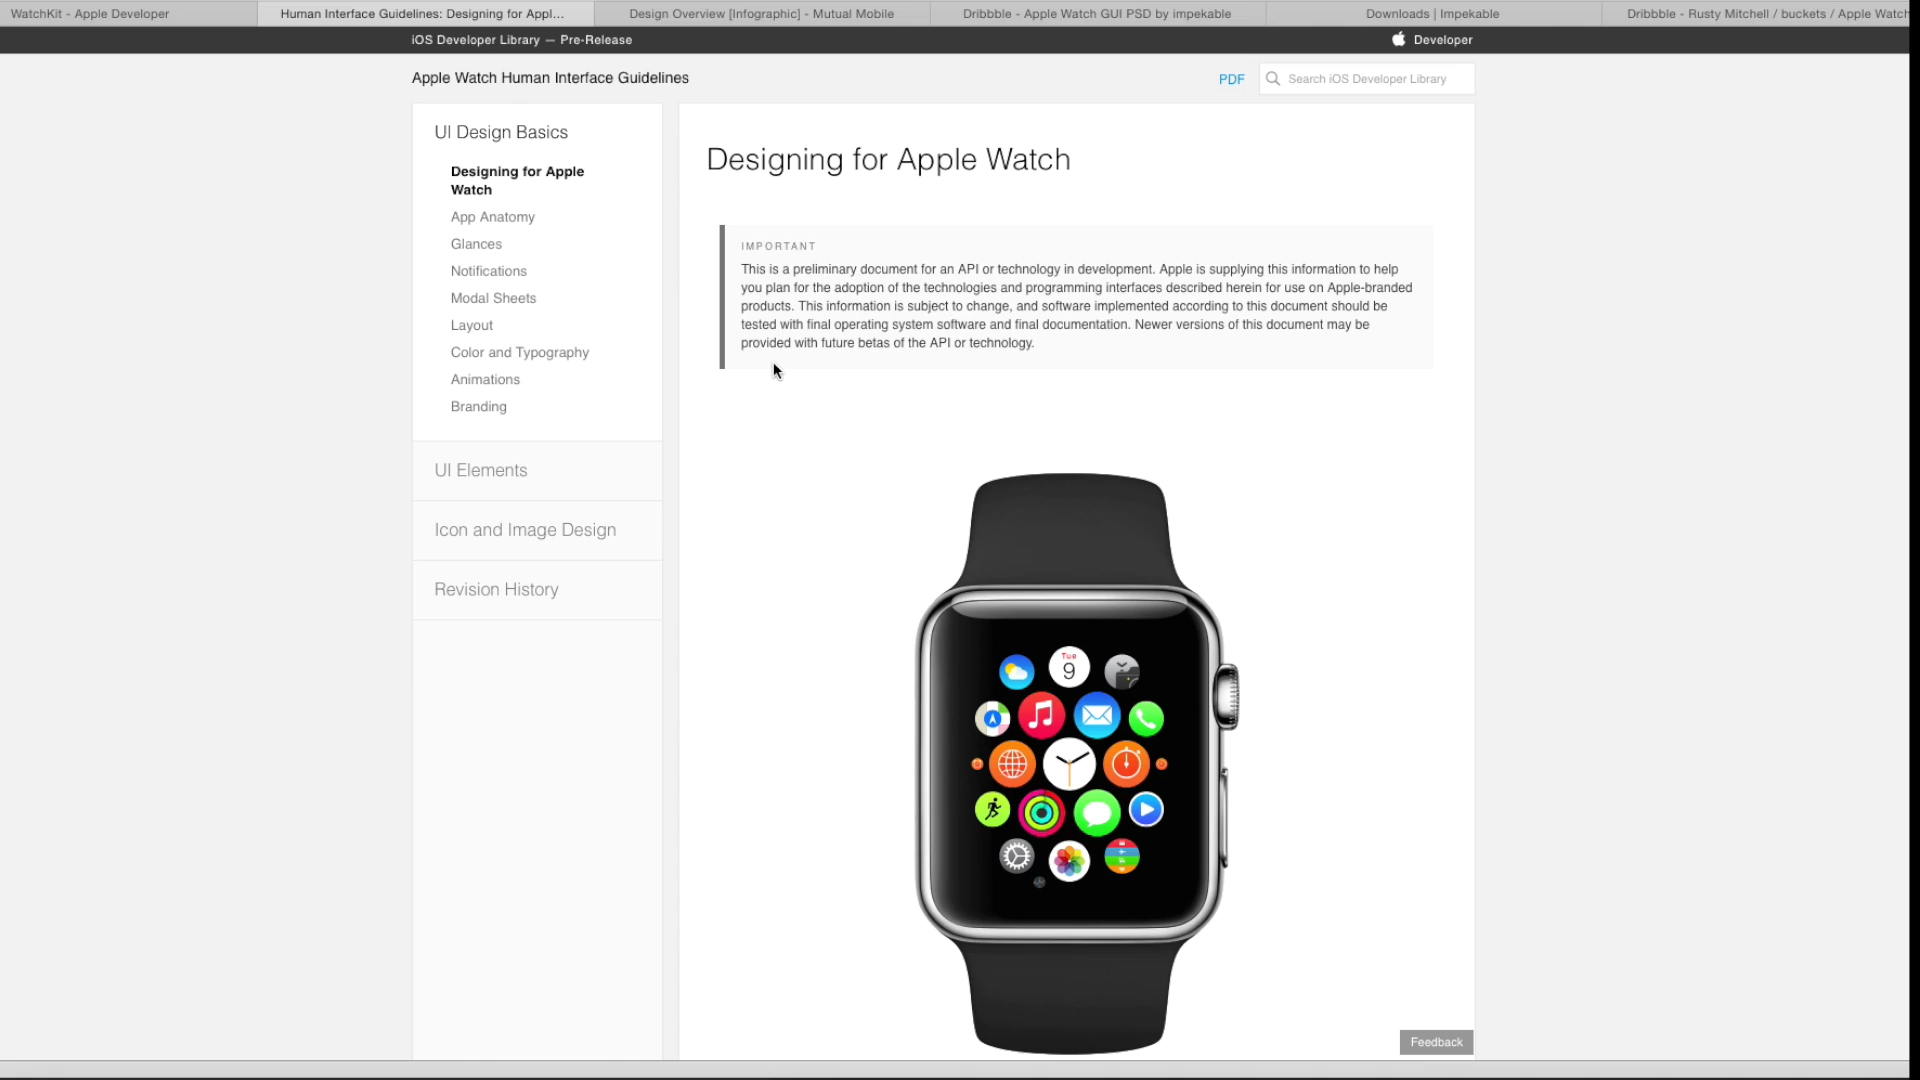 WatchKit - Apple Developer
Human Interface Guidelines: Designing for Appl...
Design Overview [Infographic] - Mutual Mobile
Dribbble - Apple Watch GUI PSD by impekable
Downloads | Impekable
Dribbble - Rusty Mitchell / buckets / Apple Watch
iOS Developer Library — Pre-Release
Developer
Apple Watch Human Interface Guidelines
PDF
Search iOS Developer Library
UI Design Basics
Designing for Apple
Watch
App Anatomy
Glances
Notifications
Modal Sheets
Layout
Color and Typography
Animations
Branding
UI Elements
Icon and Image Design
Revision History
Designing for Apple Watch
IMPORTANT
This is a preliminary document for an API or technology in development. Apple is supplying this information to help
you plan for the adoption of the technologies and programming interfaces described herein for use on Apple-branded
products. This information is subject to change, and software implemented according to this document should be
tested with final operating system software and final documentation. Newer versions of this document may be
provided with future betas of the API or technology.
Tue
9
Feedback